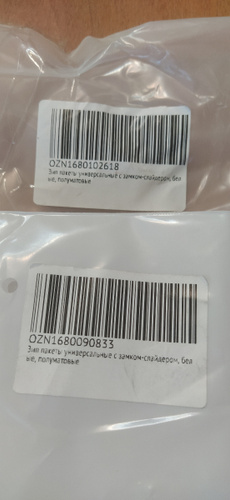 OZN1680102618
Зип пакеты универсальные с замком-слайдером, бел
ые, полуматовые
OZN1680090833
Зип пакеты универсальные с замком-слайдером, бел
ые, полуматовые